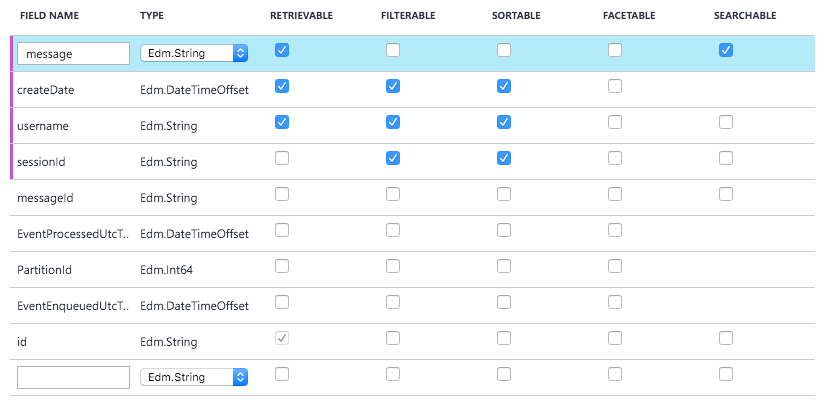 FIELD NAME TYPE RETRIEVABLE FILTERABLE SORTABLE FACETABLE SEARCHABLE
message Edm.String
createDate Edm.DateTimeOffset
username Edm.String
sessionId Edm.String
messageId Edm.String
EventProcessedUtcT.. Edm.DateTimeOffset
PartitionId Edm.Int64
EventEnqueuedUtcT.. Edm.DateTimeOffset
id Edm.String
Edm.String